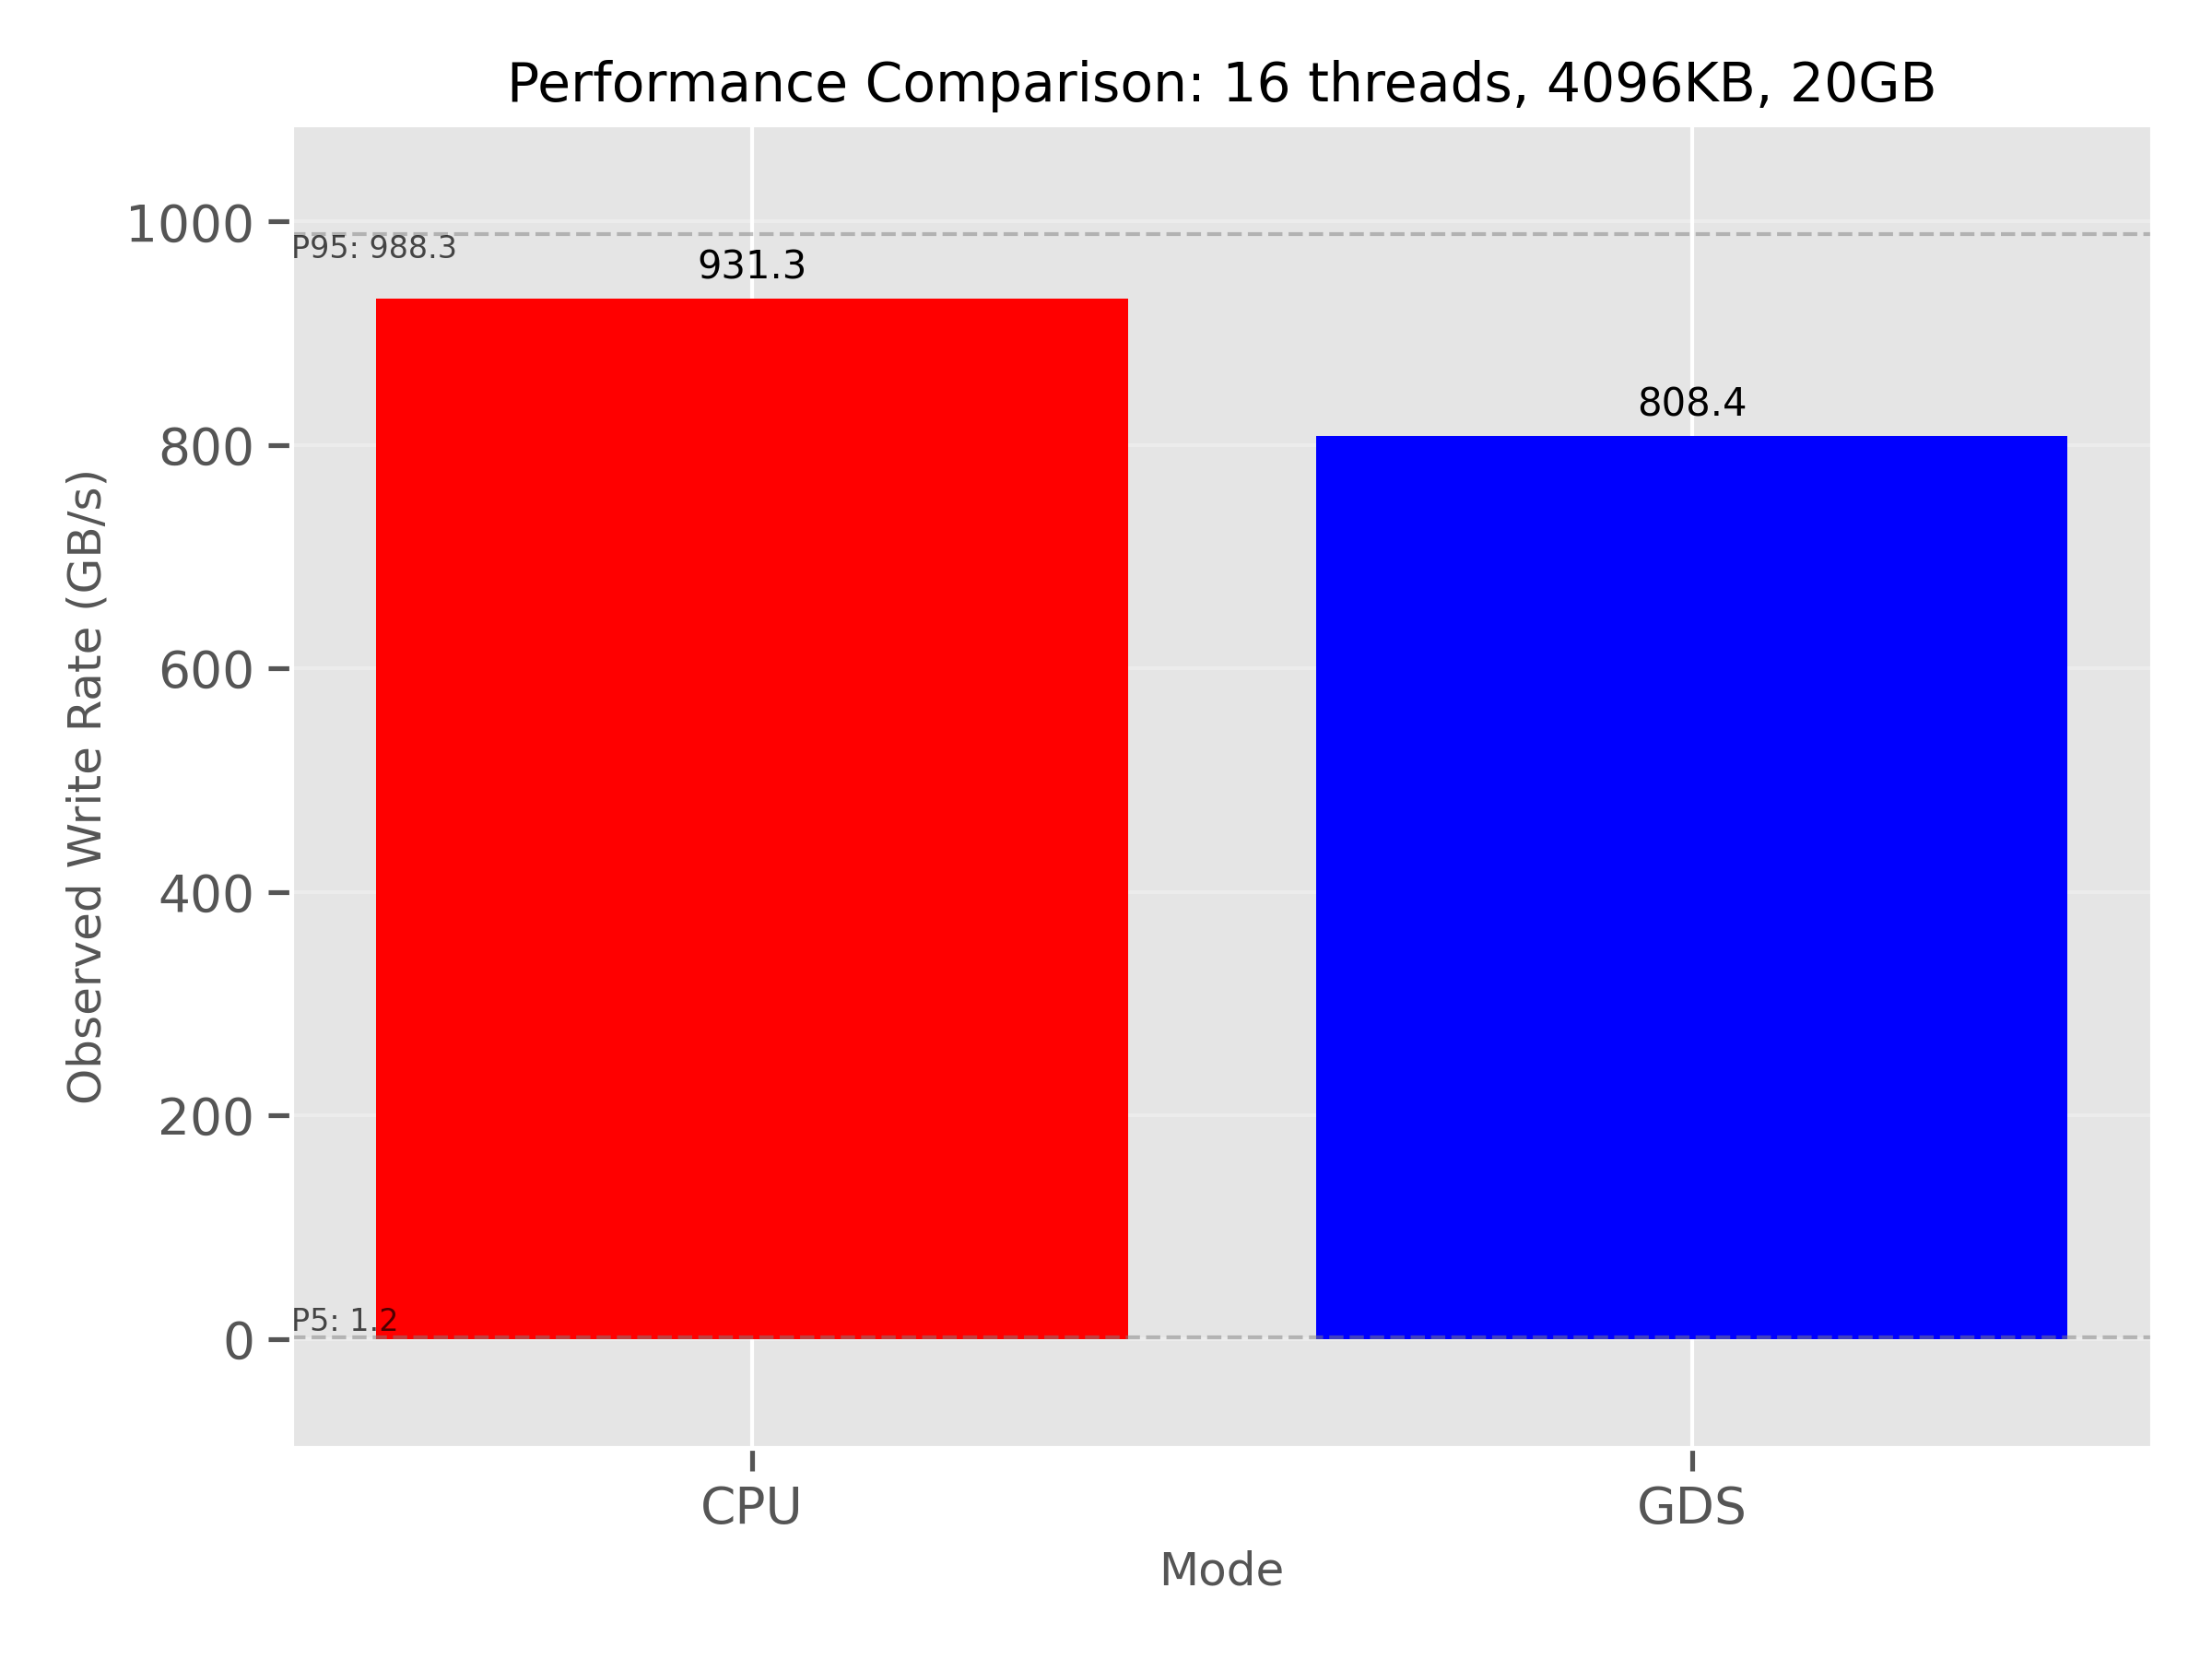 Performance Comparison: 16 threads, 4096KB, 20GB
Observed Write Rate (GB/s)
1000
800
600
400
200
0
P95: 988.3
931.3
808.4
P5: 1.2
CPU
GDS
Mode